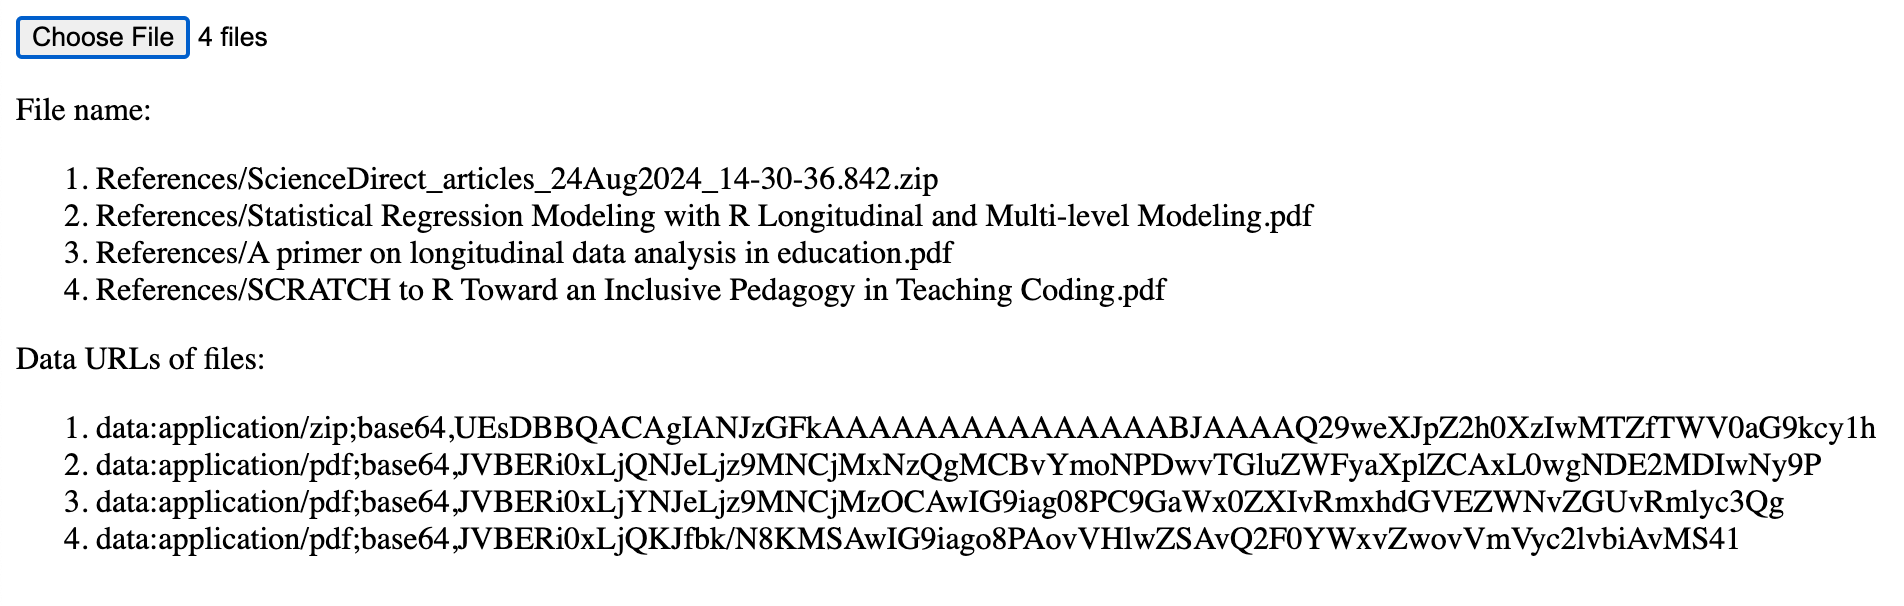 Choose File 4 files
File name:
1. References/ScienceDirect_articles_24Aug2024_14-30-36.842.zip
2. References/Statistical Regression Modeling with R Longitudinal and Multi-level Modeling.pdf
3. References/A primer on longitudinal data analysis in education.pdf
4. References/SCRATCH to R Toward an Inclusive Pedagogy in Teaching Coding.pdf
Data URLs of files:
1. data:application/zip;base64,UEsDBBQACAgIANJzGFkAAAAAAAAAAAAAAAABJAAAAQ29weXJpZ2h0XzIwMTZfTWV0aG9kcy1h
2. data:application/pdf;base64,JVBERi0xLjQNJeLjz9MNCjMxNzQgMCBvYmoNPDwvTGluZWFyaXplZCAxL0wgNDE2MDIwNy9P
3. data:application/pdf;base64,JVBERi0xLjYNJeLjz9MNCjMzOCAwIG9iag08PC9GaWx0ZXIvRmxhdGVEZWNvZGUvRmlyc3Qg
4. data:application/pdf;base64,JVBERi0xLjQKJfbk/N8KMSAwIG9iago8PAovVHlwZSAvQ2F0YWxvZwovVmVyc2lvbiAvMS41